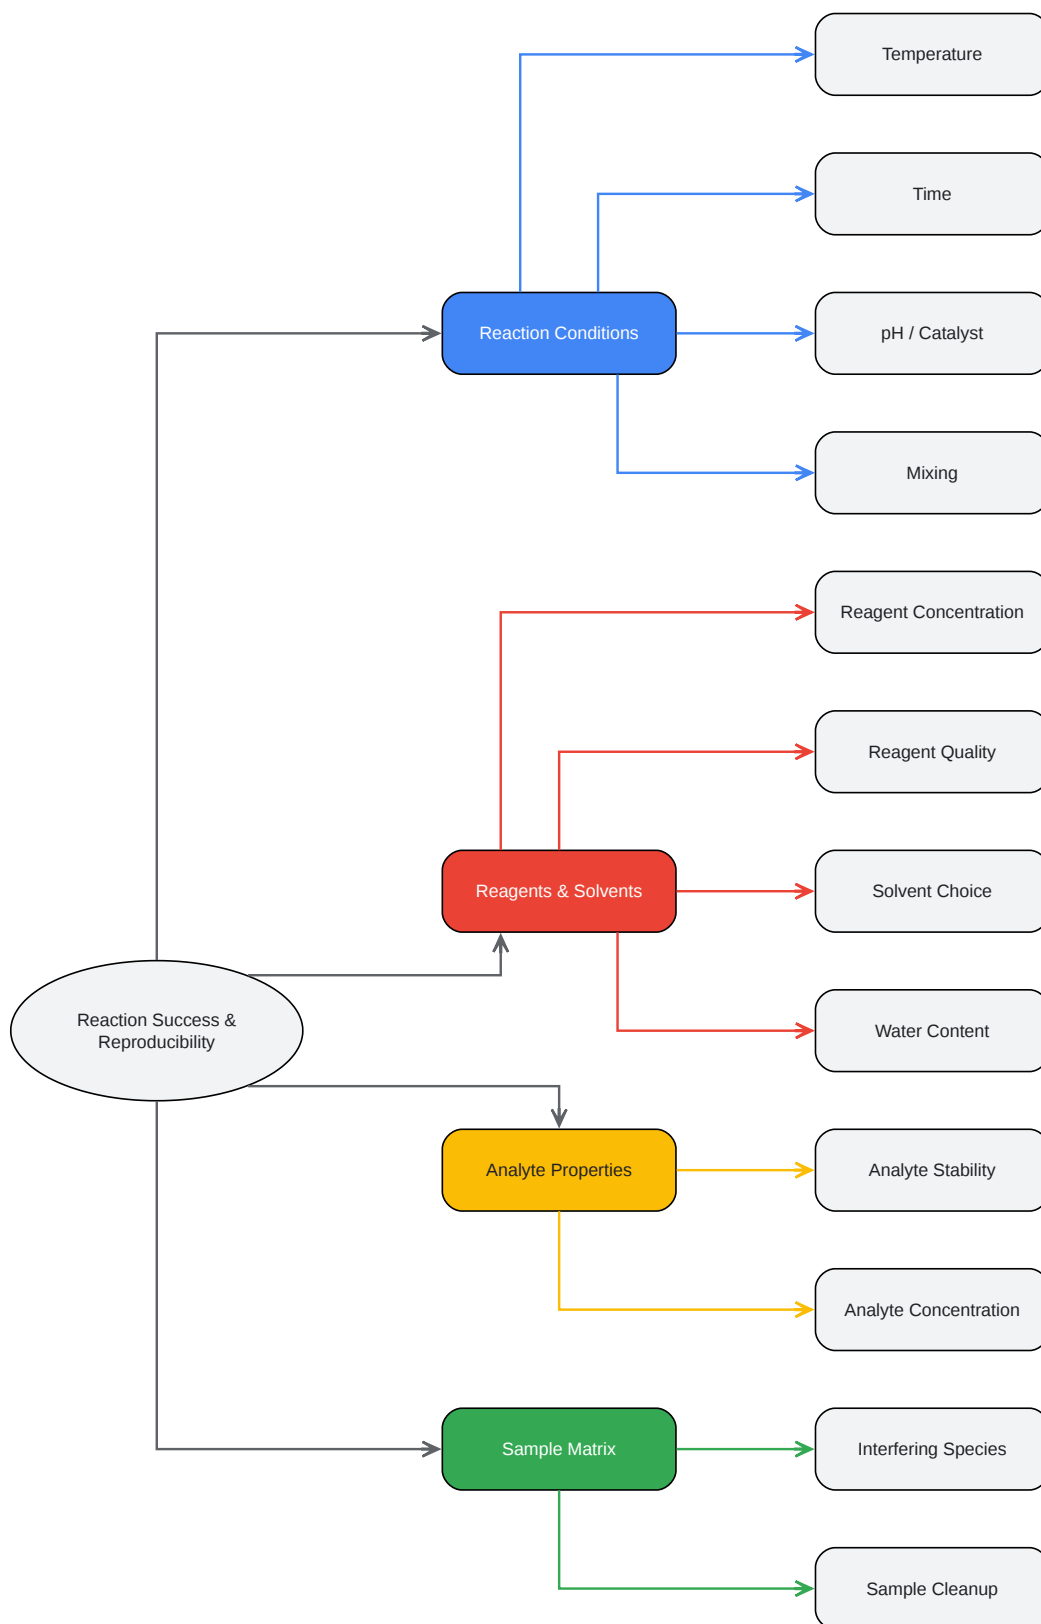 Temperature
Time
Reaction Conditions
pH / Catalyst
Mixing
Reagent Concentration
Reagent Quality
Reagents & Solvents
Solvent Choice
Reaction Success &
Reproducibility
Water Content
Analyte Properties
Analyte Stability
Analyte Concentration
Sample Matrix
Interfering Species
Sample Cleanup